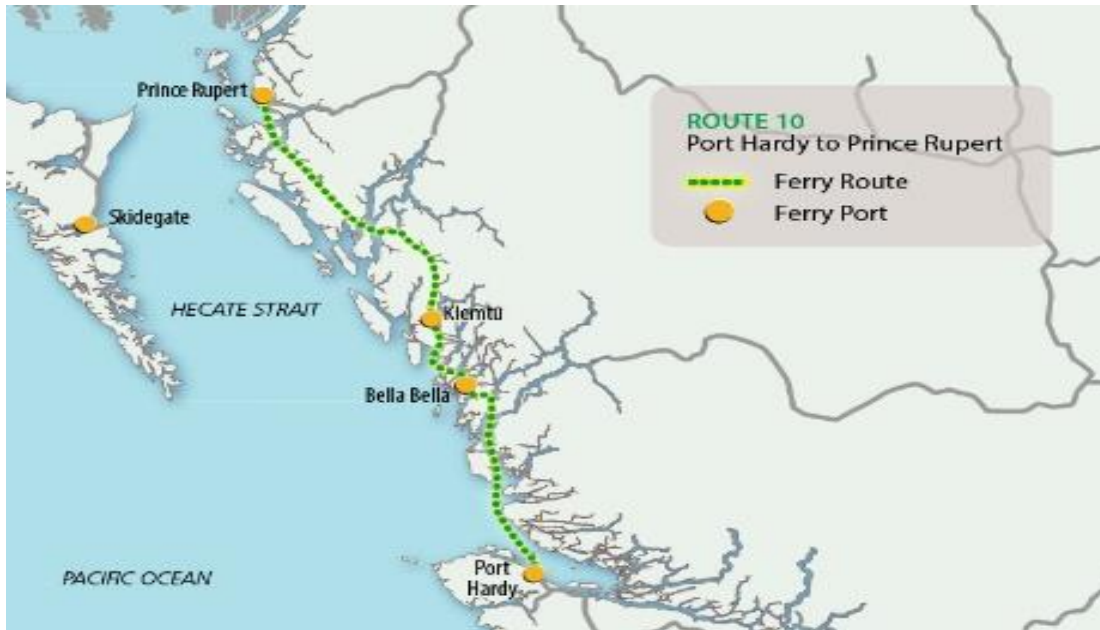 Prince Rupert
ROUTE 10
Port Hardy to Prince Rupert
Ferry Route
Ferry Port
Skidegate
HECATE STRAIT
Klemtu
Bella Bella
Port
Hardy
PACIFIC OCEAN